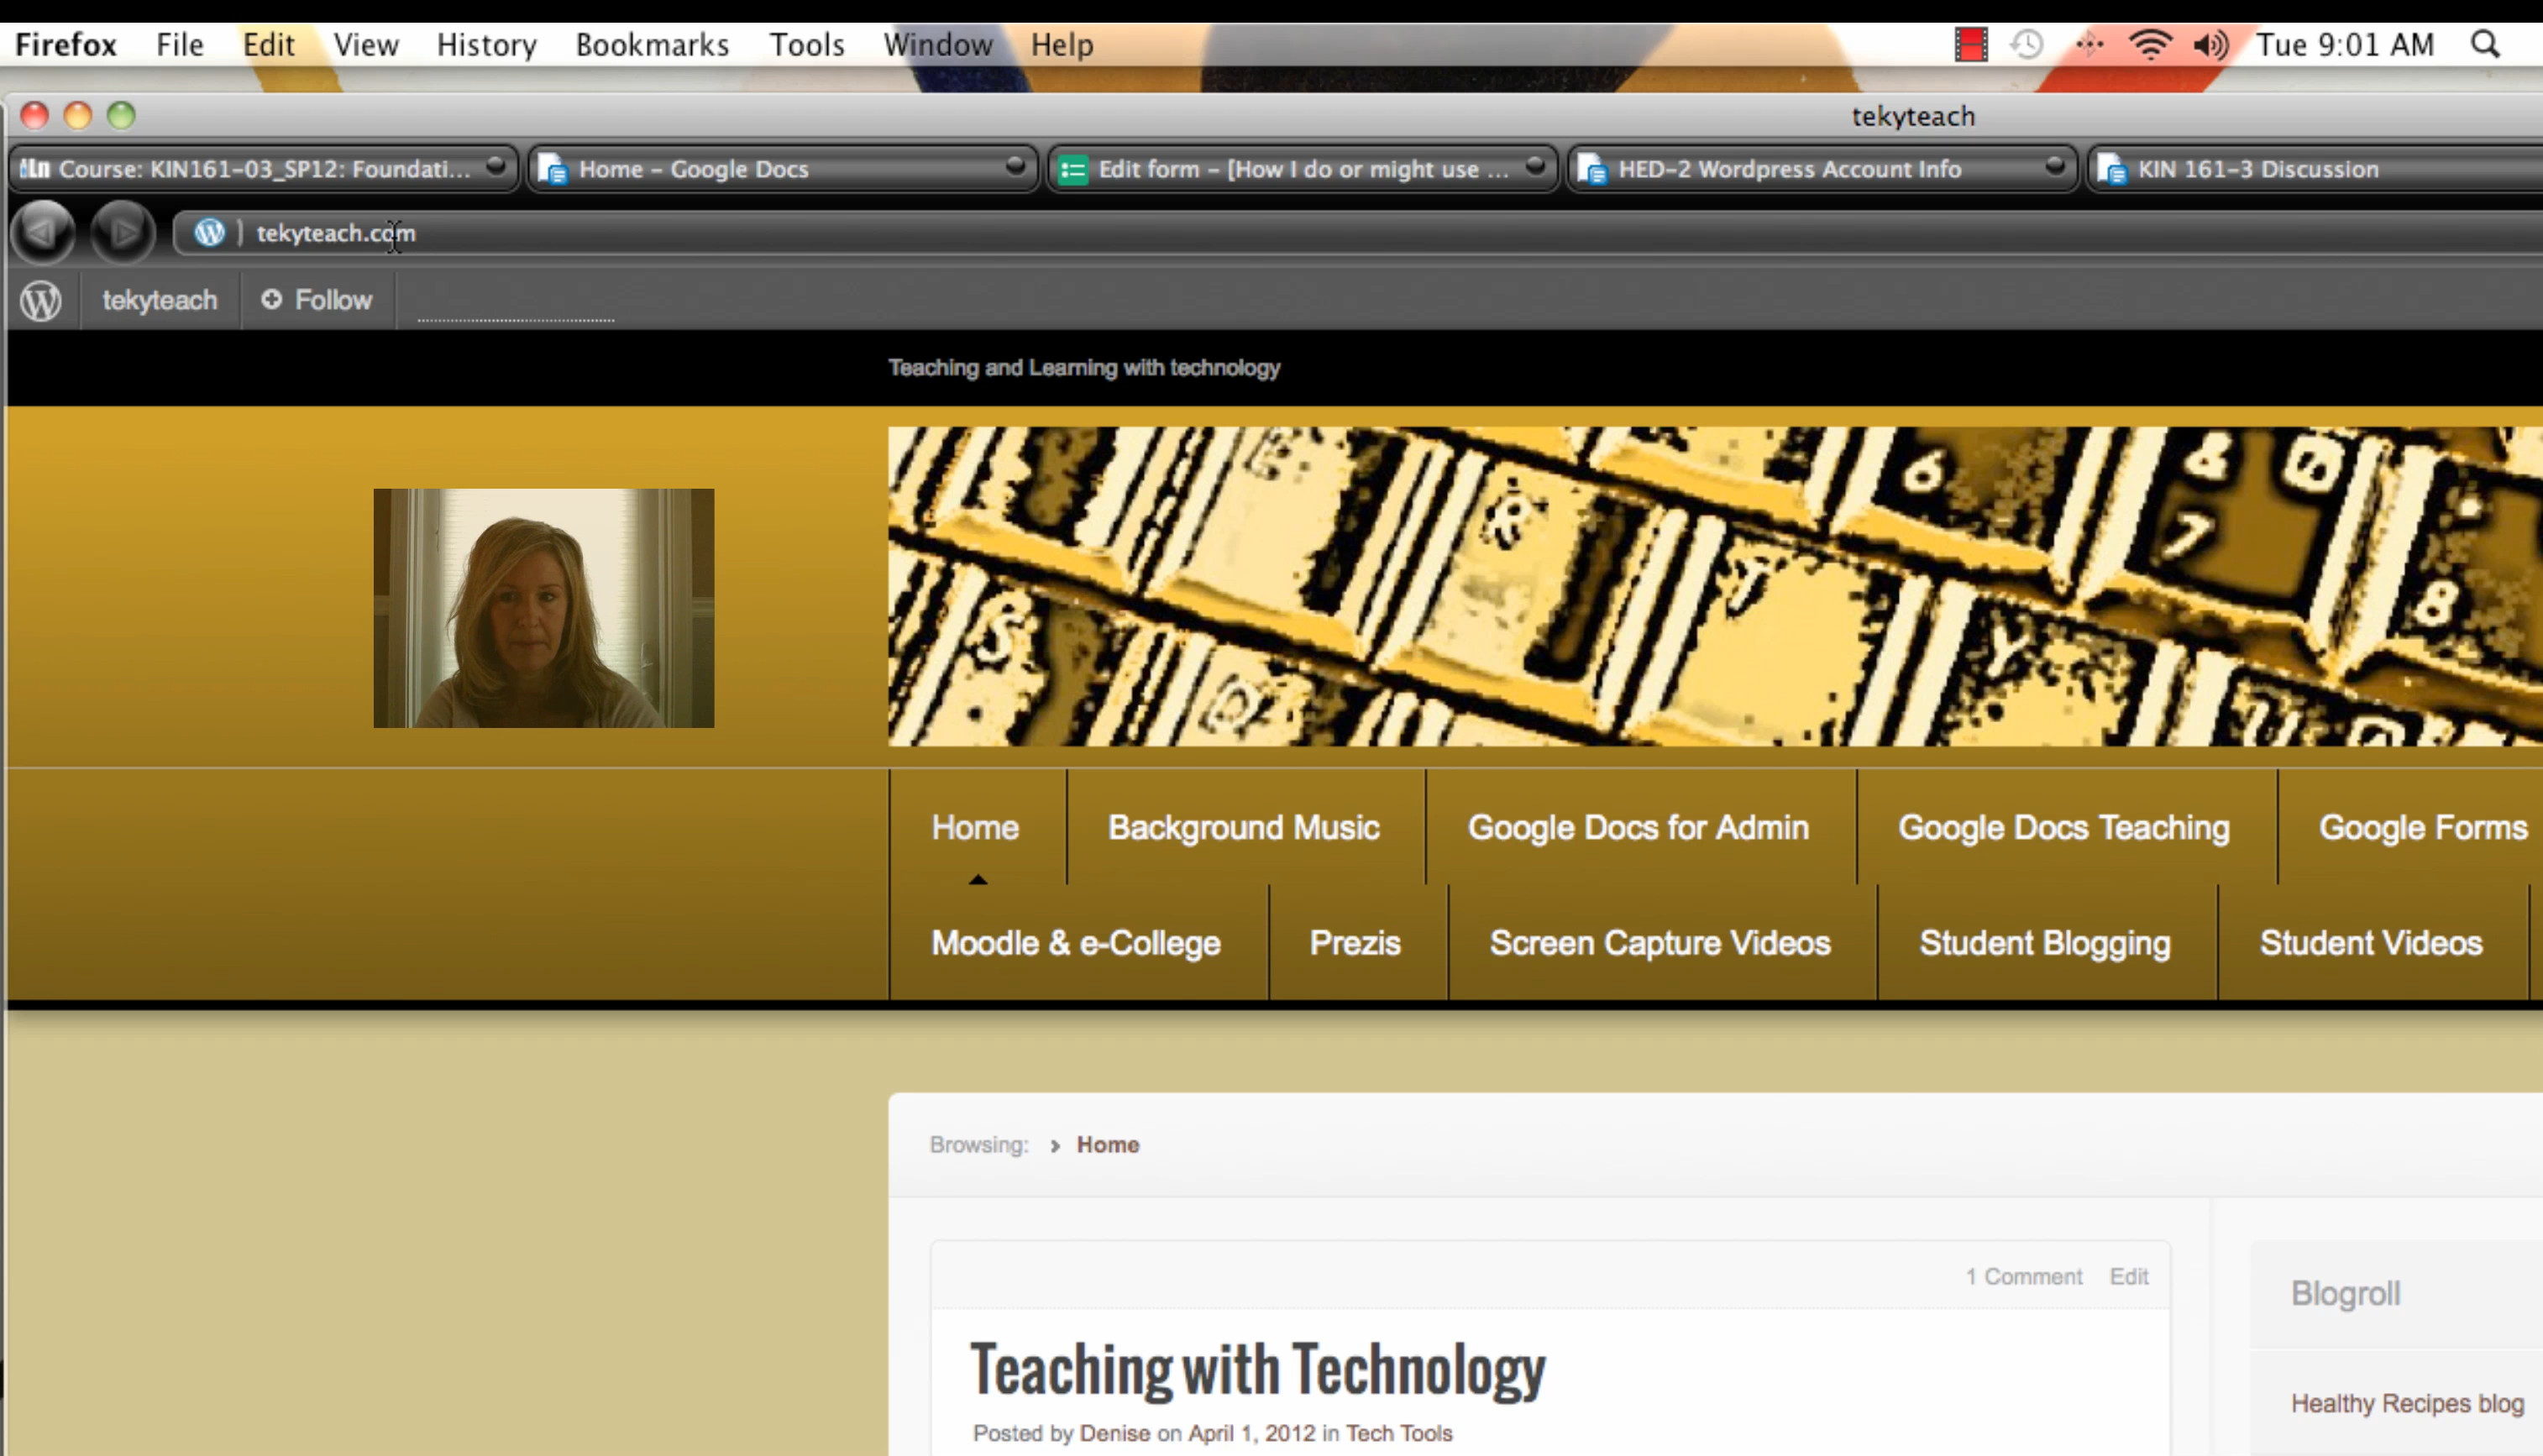 Firefox File Edit View History Bookmarks Tools Window Help Tue 9:01 AM
tekyteach
Course: KIN161-03_SP12: Foundati... Home - Google Docs Edit form - [How I do or might use ... HED-2 Wordpress Account Info KIN 161-3 Discussion
tekyteach.com
tekyteach Follow
Teaching and Learning with technology
E R T Y U S D 6 & 7 8
Home Background Music Google Docs for Admin Google Docs Teaching Google Forms
Moodle & e-College Prezis Screen Capture Videos Student Blogging Student Videos
Browsing: > Home
1 Comment Edit
Blogroll
Teaching with Technology
Healthy Recipes blog
Posted by Denise on April 1, 2012 in Tech Tools